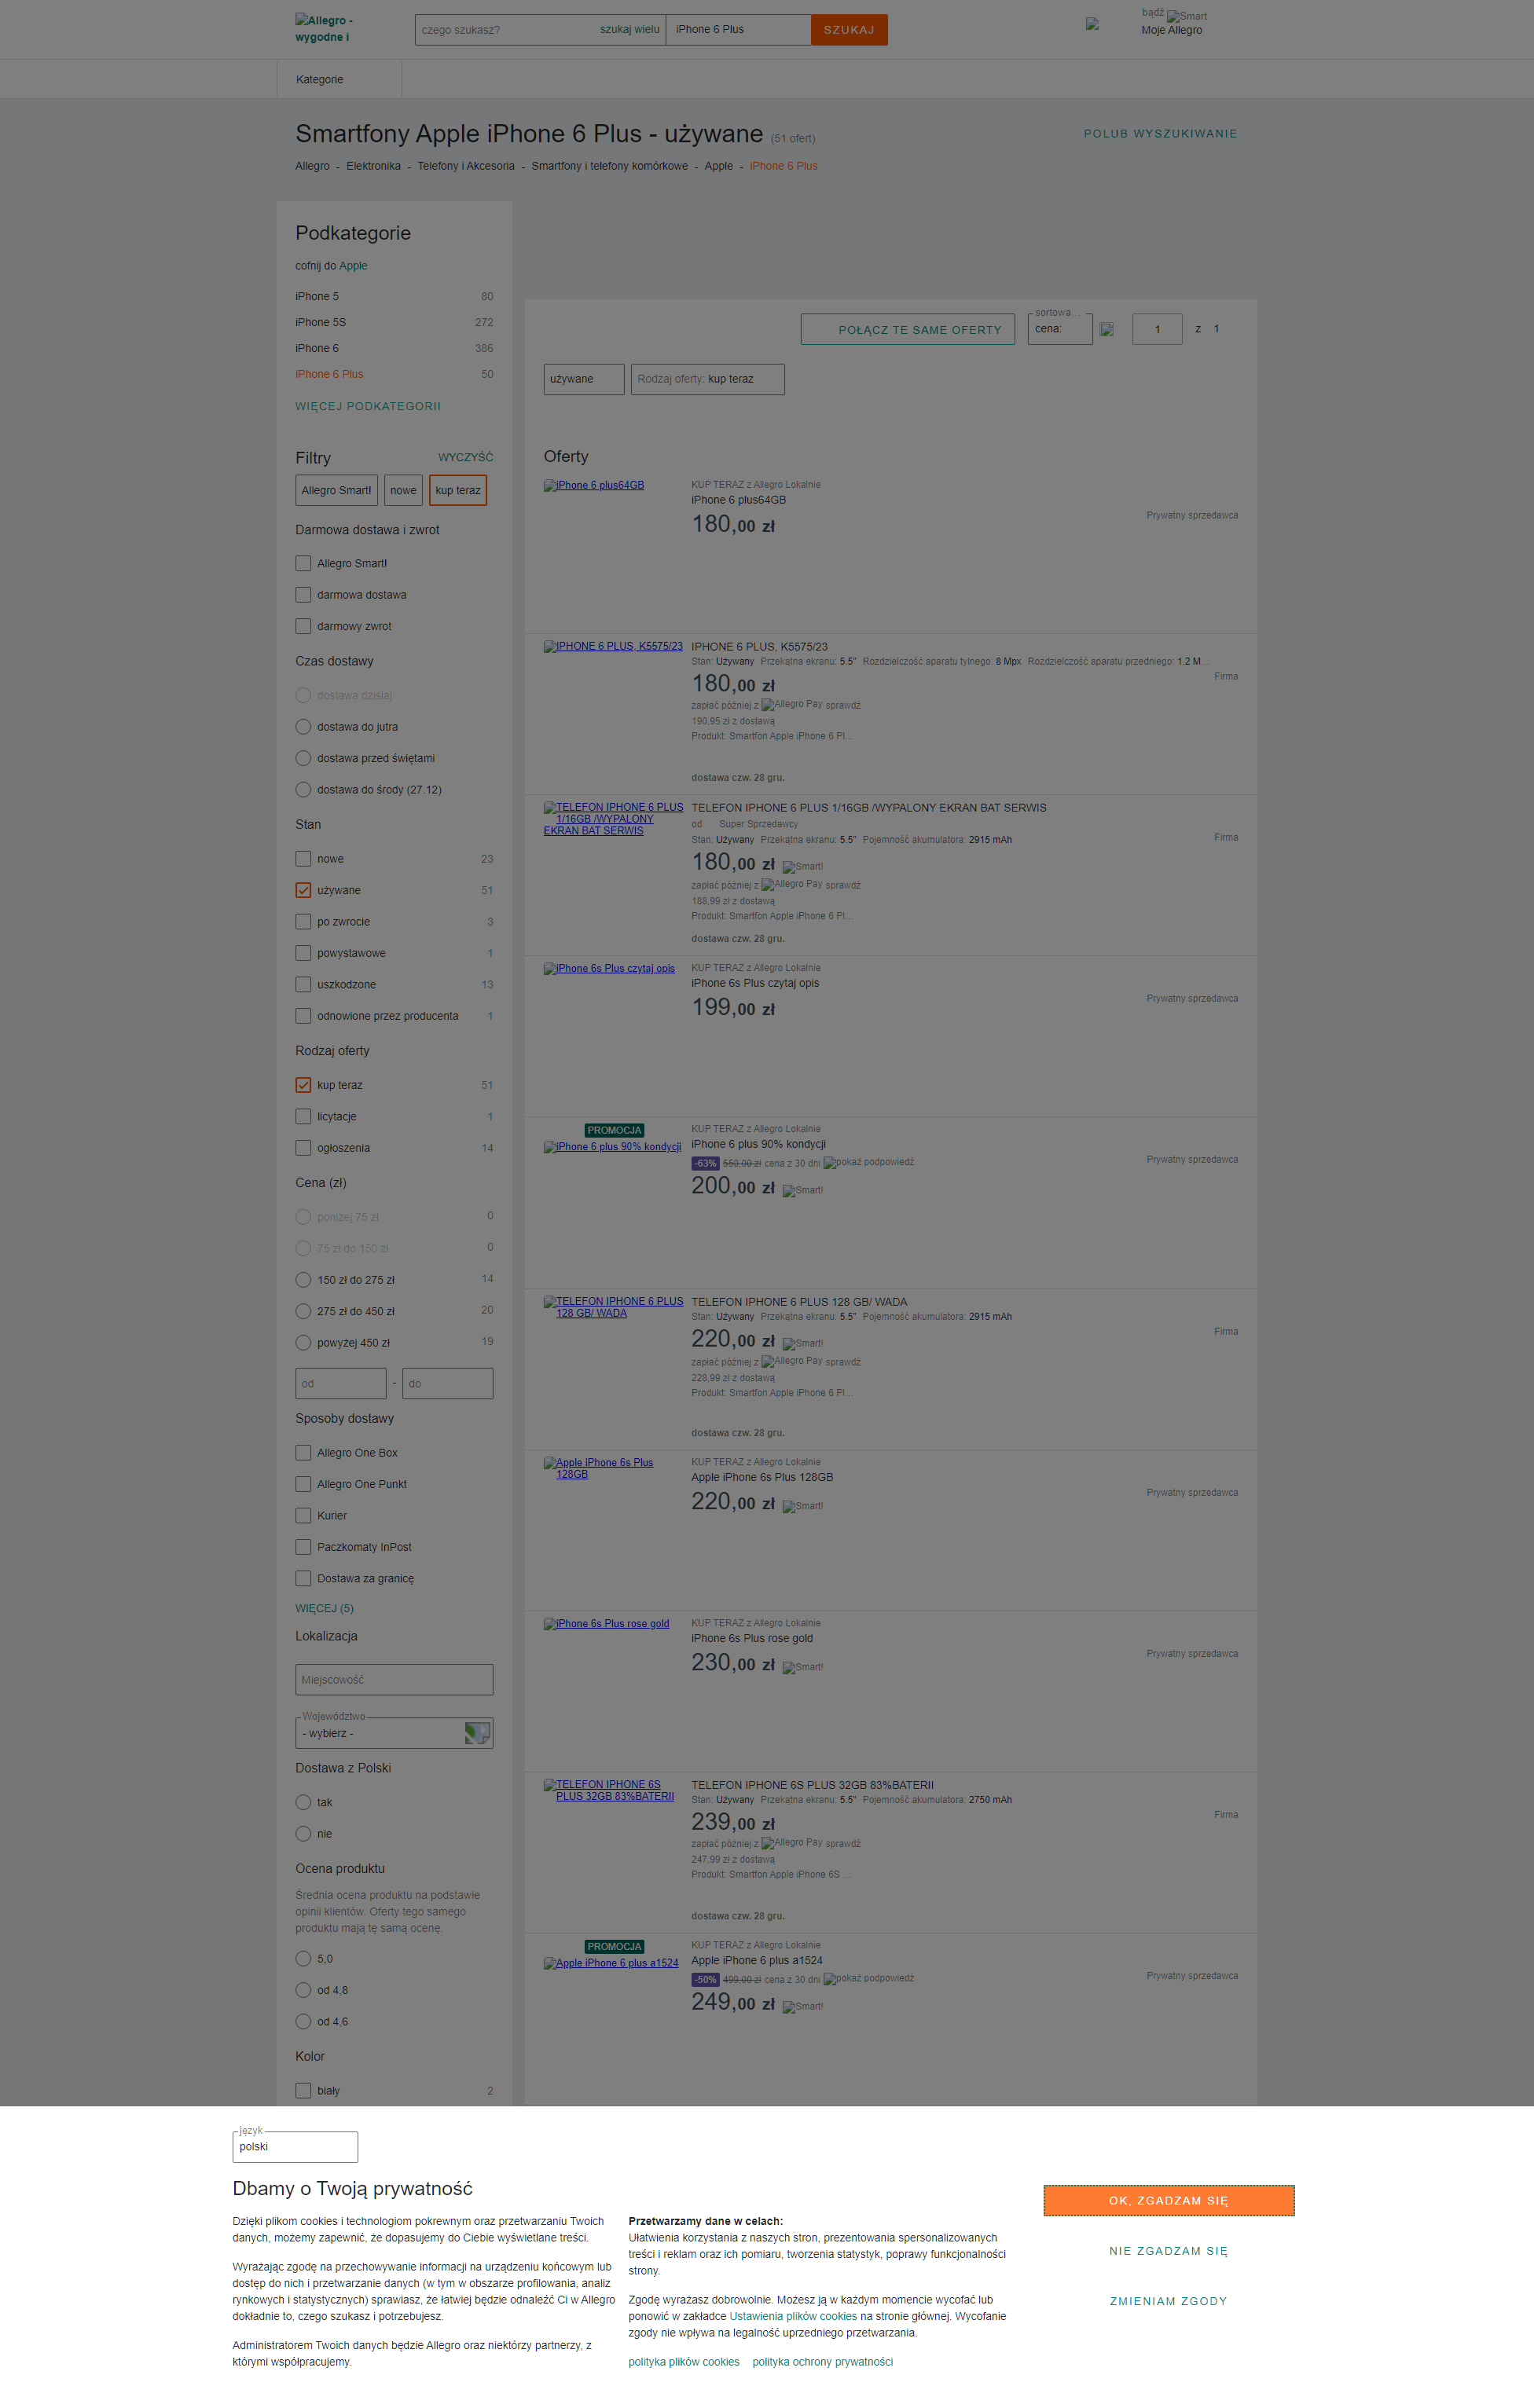 Allegro -
wygodne i
czego szukasz?
szukaj wielu
iPhone 6 Plus
SZUKAJ
bądź Smart
Moje Allegro
Kategorie
Smartfony Apple iPhone 6 Plus - używane (51 ofert)
POLUB WYSZUKIWANIE
Allegro - Elektronika - Telefony i Akcesoria - Smartfony i telefony komórkowe - Apple - iPhone 6 Plus
Podkategorie
cofnij do Apple
iPhone 5 80
iPhone 5S 272
iPhone 6 386
iPhone 6 Plus 50
WIĘCEJ PODKATEGORII
Filtry WYCZYŚĆ
Allegro Smart! nowe kup teraz
Darmowa dostawa i zwrot
Allegro Smart!
darmowa dostawa
darmowy zwrot
Czas dostawy
dostawa dzisiaj
dostawa do jutra
dostawa przed świętami
dostawa do środy (27.12)
Stan
nowe 23
używane 51
po zwrocie 3
powystawowe 1
uszkodzone 13
odnowione przez producenta 1
Rodzaj oferty
kup teraz 51
licytacje 1
ogłoszenia 14
Cena (zł)
poniżej 75 zł 0
75 zł do 150 zł 0
150 zł do 275 zł 14
275 zł do 450 zł 20
powyżej 450 zł 19
od - do
Sposoby dostawy
Allegro One Box
Allegro One Punkt
Kurier
Paczkomaty InPost
Dostawa za granicę
WIĘCEJ (5)
Lokalizacja
Miejscowość
Województwo
- wybierz -
Dostawa z Polski
tak
nie
Ocena produktu
Średnia ocena produktu na podstawie
opinii klientów. Oferty tego samego
produktu mają tę samą ocenę.
5,0
od 4,8
od 4,6
Kolor
biały 2
POŁĄCZ TE SAME OFERTY
sortowa...
cena:
1 z 1
używane
Rodzaj oferty: kup teraz
Oferty
iPhone 6 plus64GB
KUP TERAZ z Allegro Lokalnie
iPhone 6 plus64GB
180,00 zł
Prywatny sprzedawca
IPHONE 6 PLUS, K5575/23
IPHONE 6 PLUS, K5575/23
Stan: Używany Przekątna ekranu: 5.5" Rozdzielczość aparatu tylnego: 8 Mpx Rozdzielczość aparatu przedniego: 1.2 M...
180,00 zł
Firma
zapłać później z Allegro Pay sprawdź
190,95 zł z dostawą
Produkt: Smartfon Apple iPhone 6 Pl...
dostawa czw. 28 gru.
TELEFON IPHONE 6 PLUS
1/16GB /WYPALONY
EKRAN BAT SERWIS
TELEFON IPHONE 6 PLUS 1/16GB /WYPALONY EKRAN BAT SERWIS
od Super Sprzedawcy
Stan: Używany Przekątna ekranu: 5.5" Pojemność akumulatora: 2915 mAh
Firma
180,00 zł Smart!
zapłać później z Allegro Pay sprawdź
188,99 zł z dostawą
Produkt: Smartfon Apple iPhone 6 Pl...
dostawa czw. 28 gru.
iPhone 6s Plus czytaj opis
KUP TERAZ z Allegro Lokalnie
iPhone 6s Plus czytaj opis
199,00 zł
Prywatny sprzedawca
PROMOCJA
iPhone 6 plus 90% kondycji
KUP TERAZ z Allegro Lokalnie
iPhone 6 plus 90% kondycji
-63% 550,00 zł cena z 30 dni pokaż podpowiedź
Prywatny sprzedawca
200,00 zł Smart!
TELEFON IPHONE 6 PLUS
128 GB/ WADA
TELEFON IPHONE 6 PLUS 128 GB/ WADA
Stan: Używany Przekątna ekranu: 5.5" Pojemność akumulatora: 2915 mAh
220,00 zł Smart!
Firma
zapłać później z Allegro Pay sprawdź
228,99 zł z dostawą
Produkt: Smartfon Apple iPhone 6 Pl...
dostawa czw. 28 gru.
Apple iPhone 6s Plus
128GB
KUP TERAZ z Allegro Lokalnie
Apple iPhone 6s Plus 128GB
220,00 zł Smart!
Prywatny sprzedawca
iPhone 6s Plus rose gold
KUP TERAZ z Allegro Lokalnie
iPhone 6s Plus rose gold
230,00 zł Smart!
Prywatny sprzedawca
TELEFON IPHONE 6S
PLUS 32GB 83%BATERII
TELEFON IPHONE 6S PLUS 32GB 83%BATERII
Stan: Używany Przekątna ekranu: 5.5" Pojemność akumulatora: 2750 mAh
239,00 zł
Firma
zapłać później z Allegro Pay sprawdź
247,99 zł z dostawą
Produkt: Smartfon Apple iPhone 6S ...
dostawa czw. 28 gru.
PROMOCJA
Apple iPhone 6 plus a1524
KUP TERAZ z Allegro Lokalnie
Apple iPhone 6 plus a1524
-50% 499,00 zł cena z 30 dni pokaż podpowiedź
Prywatny sprzedawca
249,00 zł Smart!
język
polski
Dbamy o Twoją prywatność
Dzięki plikom cookies i technologiom pokrewnym oraz przetwarzaniu Twoich
danych, możemy zapewnić, że dopasujemy do Ciebie wyświetlane treści.
Wyrażając zgodę na przechowywanie informacji na urządzeniu końcowym lub
dostęp do nich i przetwarzanie danych (w tym w obszarze profilowania, analiz
rynkowych i statystycznych) sprawiasz, że łatwiej będzie odnaleźć Ci w Allegro
dokładnie to, czego szukasz i potrzebujesz.
Administratorem Twoich danych będzie Allegro oraz niektórzy partnerzy, z
którymi współpracujemy.
Przetwarzamy dane w celach:
Ułatwienia korzystania z naszych stron, prezentowania spersonalizowanych
treści i reklam oraz ich pomiaru, tworzenia statystyk, poprawy funkcjonalności
strony.
Zgodę wyrażasz dobrowolnie. Możesz ją w każdym momencie wycofać lub
ponowić w zakładce Ustawienia plików cookies na stronie głównej. Wycofanie
zgody nie wpływa na legalność uprzedniego przetwarzania.
polityka plików cookies polityka ochrony prywatności
OK, ZGADZAM SIĘ
NIE ZGADZAM SIĘ
ZMIENIAM ZGODY